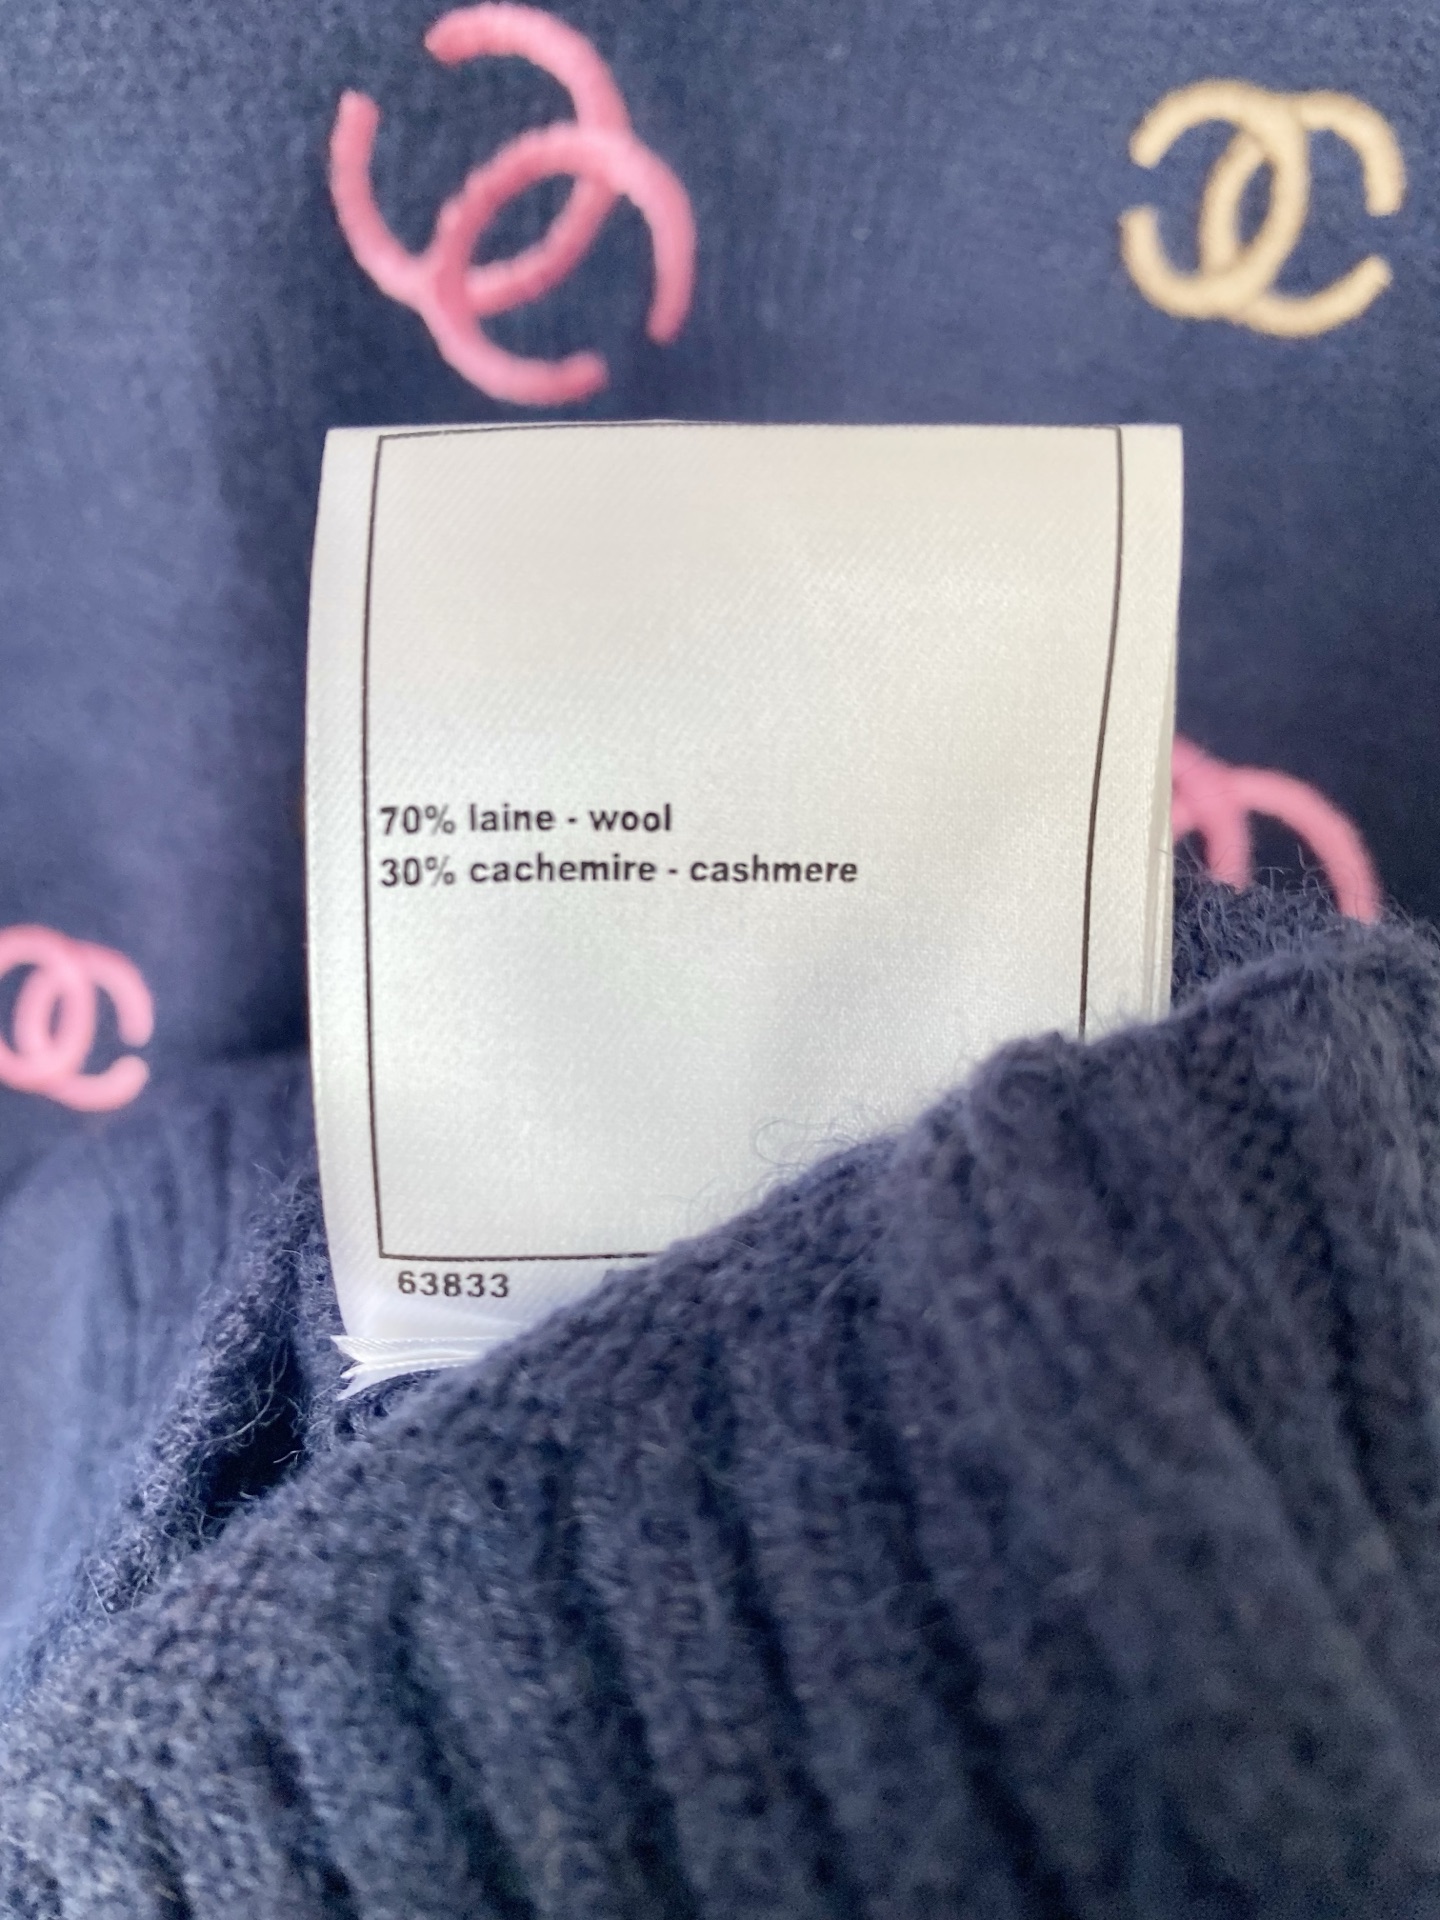 70% laine - wool
30% cachemire - cashmere
63833